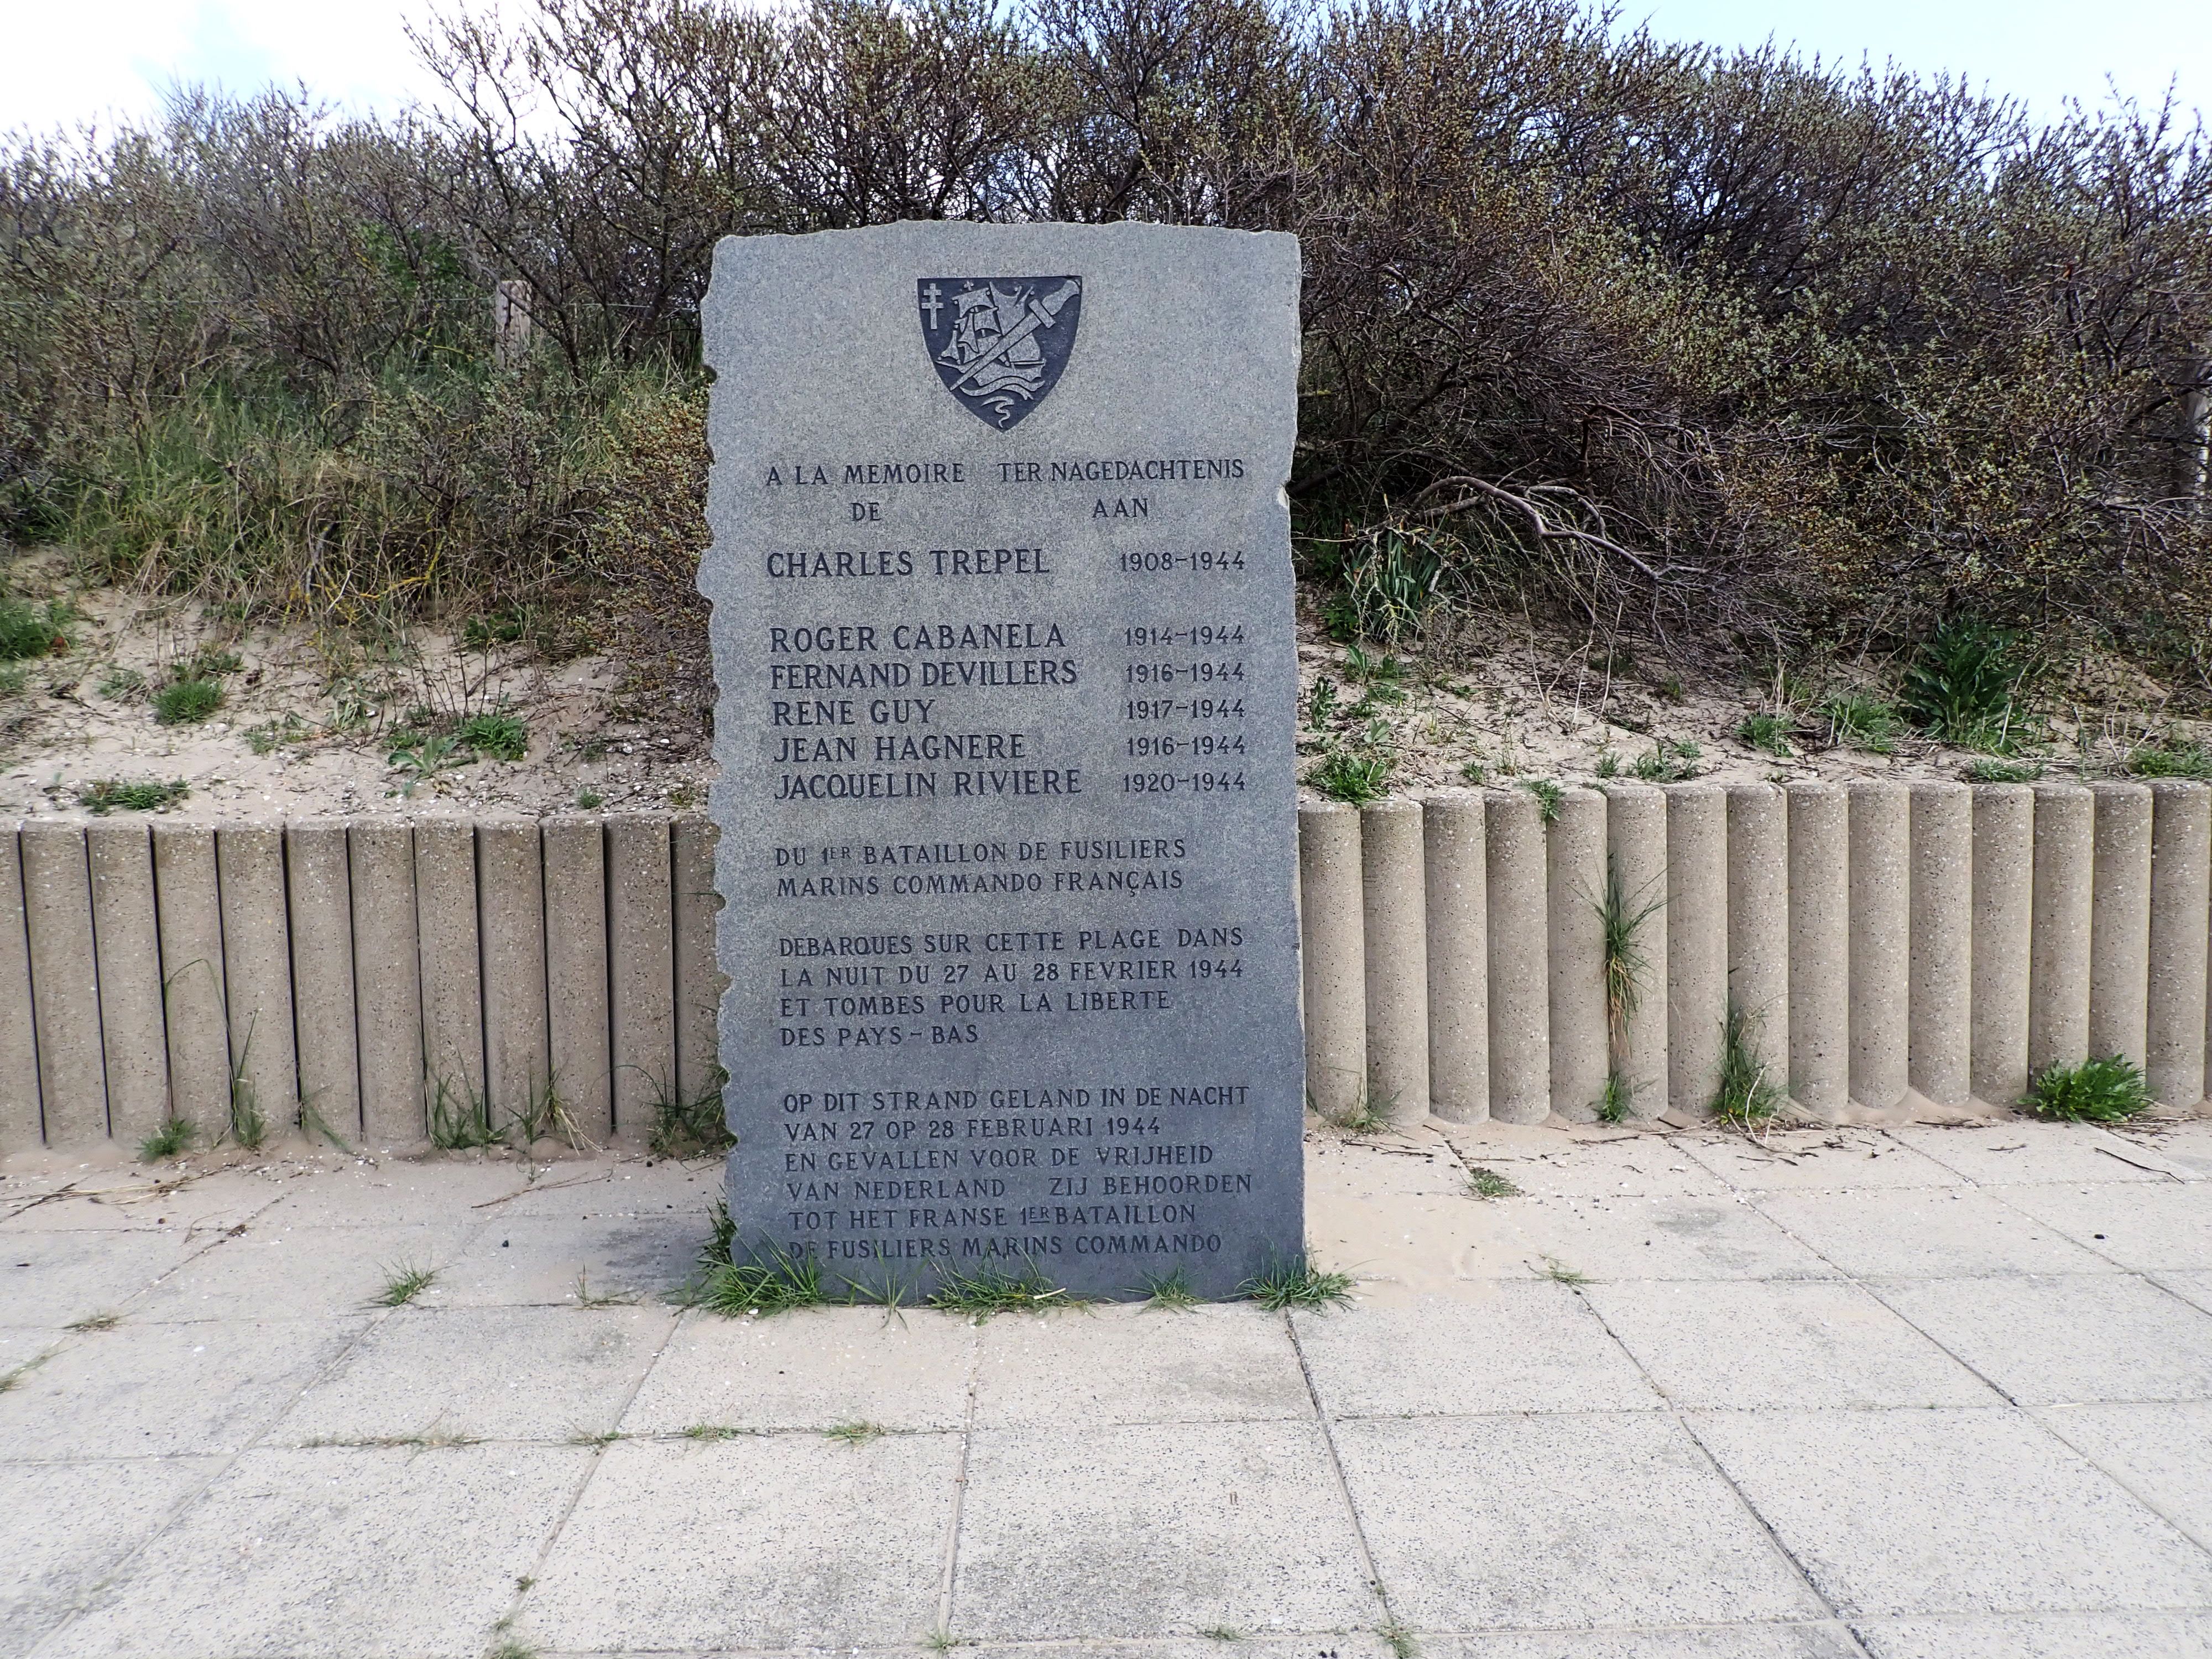 A LA MEMOIRE TER NAGEDACHTENIS
DE AAN
CHARLES TREPEL 1908-1944
ROGER CABANELA 1914-1944
FERNAND DEVILLERS 1916-1944
RENE GUY 1917-1944
JEAN HAGNERE 1916-1944
JACQUELIN RIVIERE 1920-1944
DU 1ER BATAILLON DE FUSILIERS
MARINS COMMANDO FRANÇAIS
DEBARQUES SUR CETTE PLAGE DANS
LA NUIT DU 27 AU 28 FEVRIER 1944
ET TOMBES POUR LA LIBERTE
DES PAYS-BAS
OP DIT STRAND GELAND IN DE NACHT
VAN 27 OP 28 FEBRUARI 1944
EN GEVALLEN VOOR DE VRIJHEID
VAN NEDERLAND ZIJ BEHOORDEN
TOT HET FRANSE 1ER BATAILLON
DE FUSILIERS MARINS COMMANDO